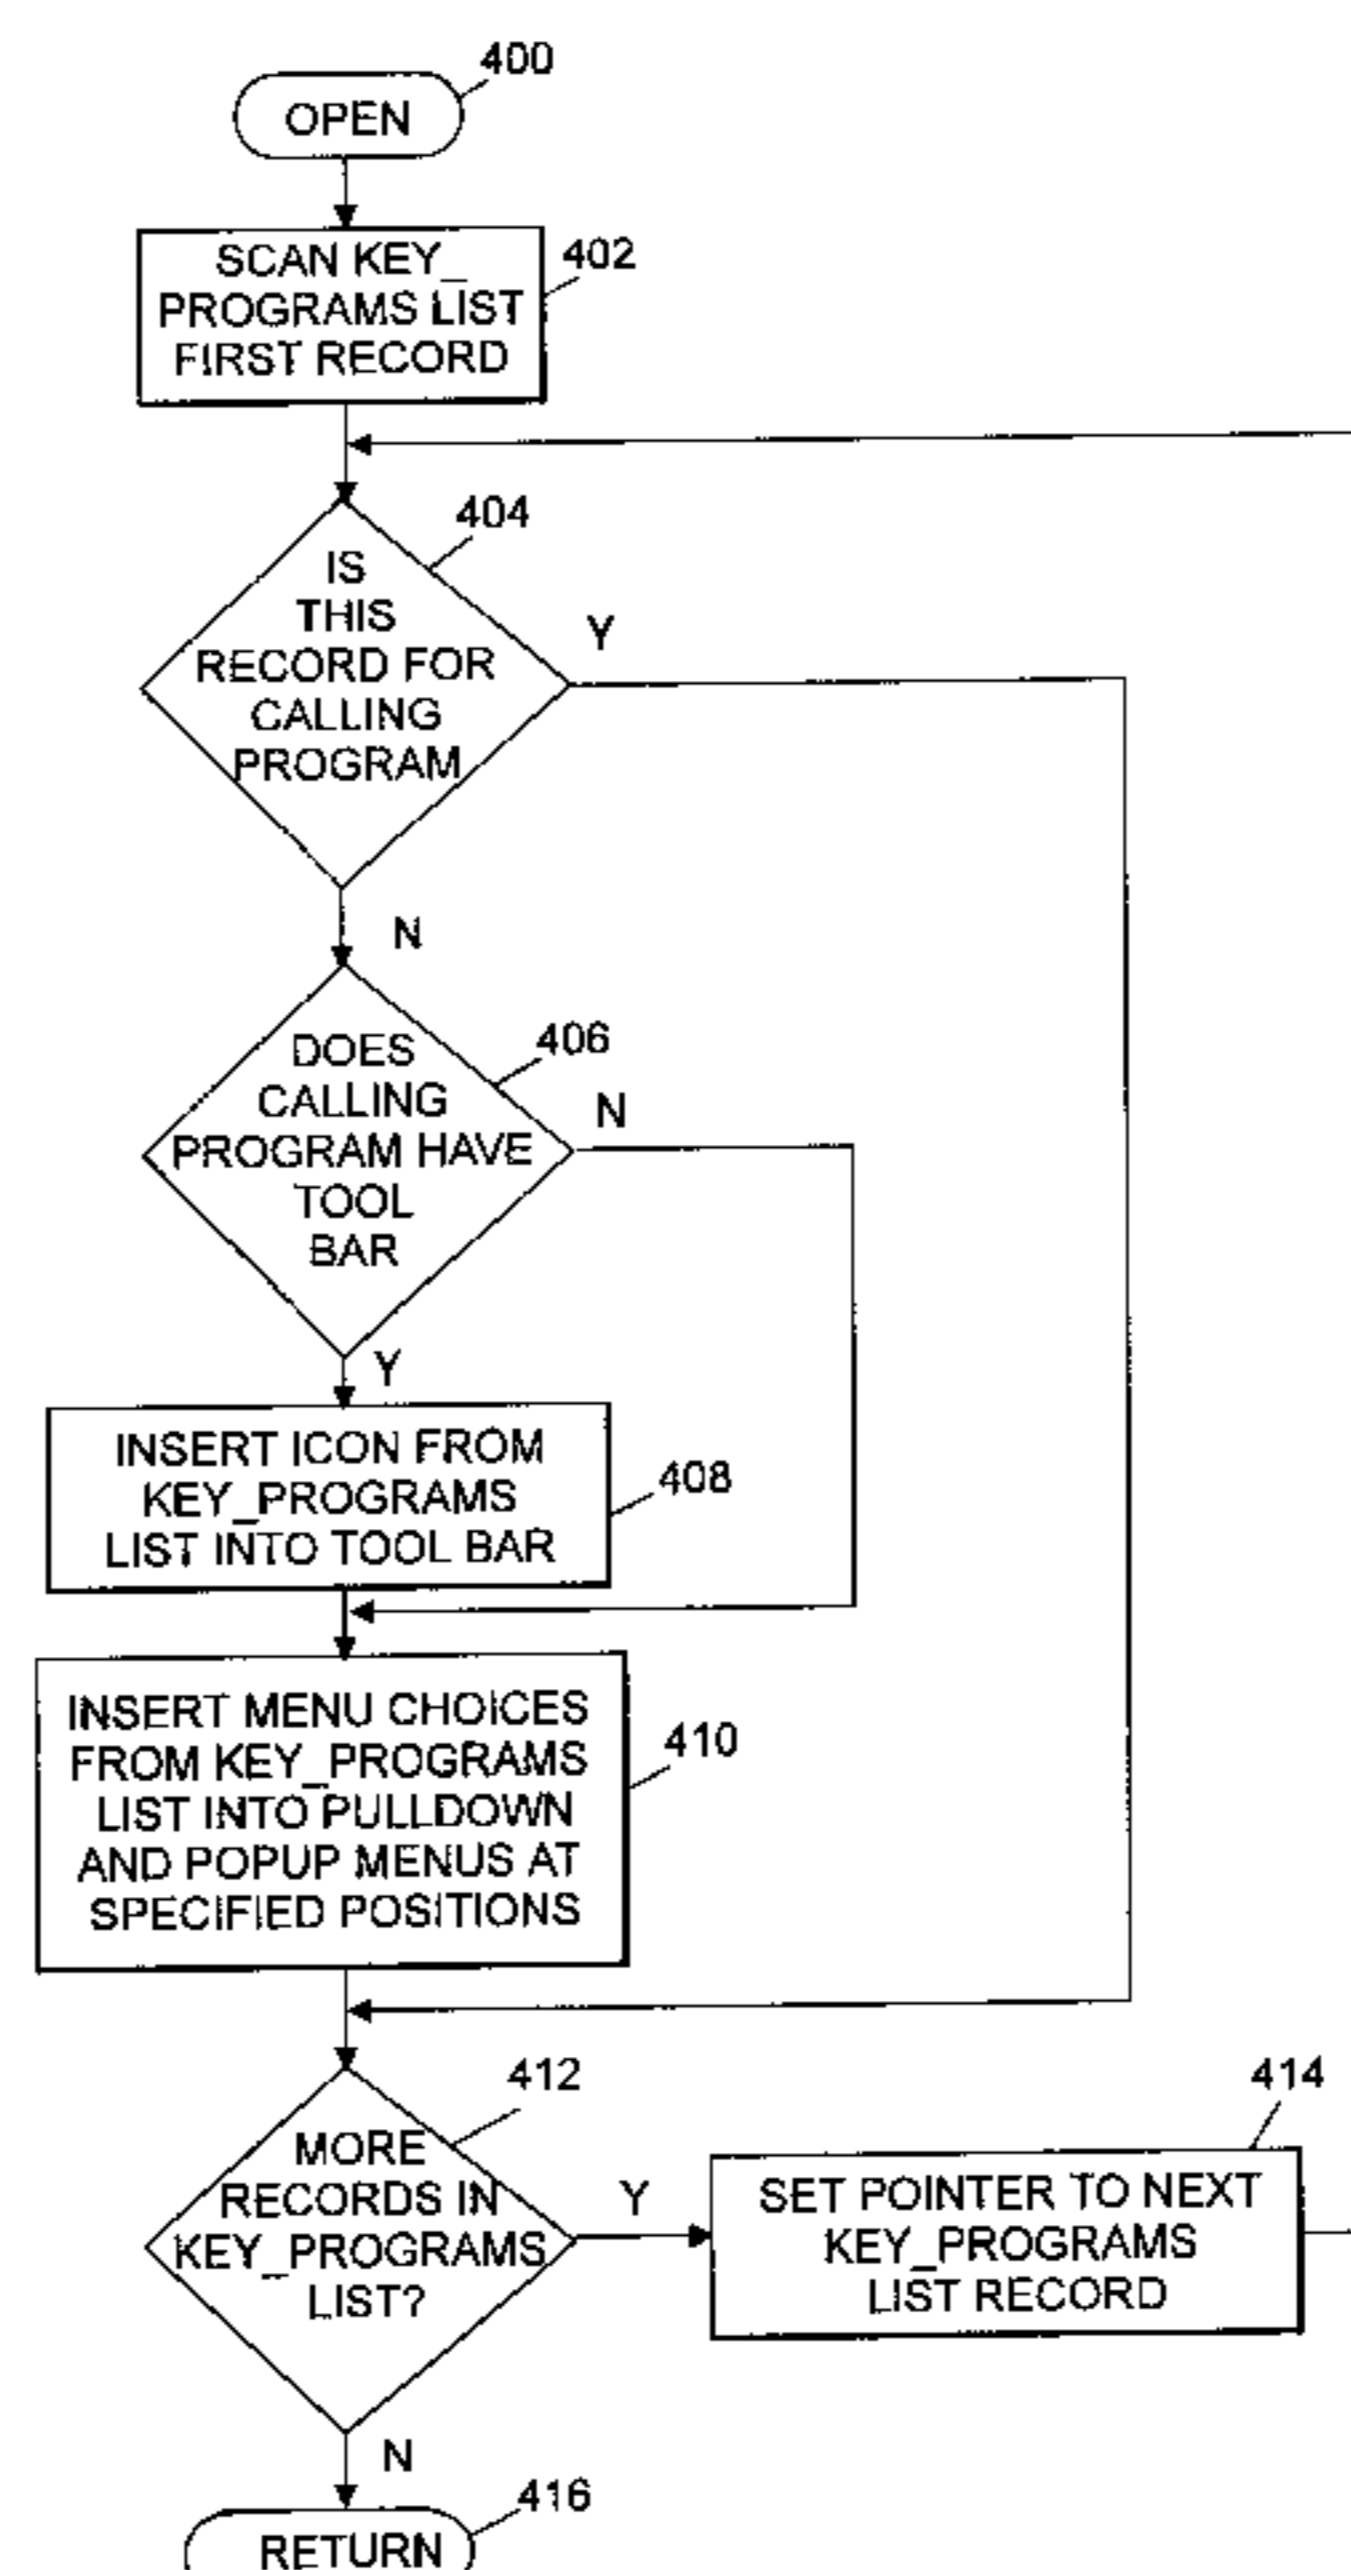 400
OPEN
SCAN KEY_
PROGRAMS LIST
FIRST RECORD
402
404
IS
THIS
RECORD FOR
CALLING
PROGRAM
Y
N
406
DOES
CALLING
PROGRAM HAVE
TOOL
BAR
N
Y
INSERT ICON FROM
KEY_PROGRAMS
LIST INTO TOOL BAR
408
INSERT MENU CHOICES
FROM KEY_PROGRAMS
LIST INTO PULLDOWN
AND POPUP MENUS AT
SPECIFIED POSITIONS
410
412
MORE
RECORDS IN
KEY_PROGRAMS
LIST?
Y
414
SET POINTER TO NEXT
KEY_PROGRAMS
LIST RECORD
N
416
RETURN